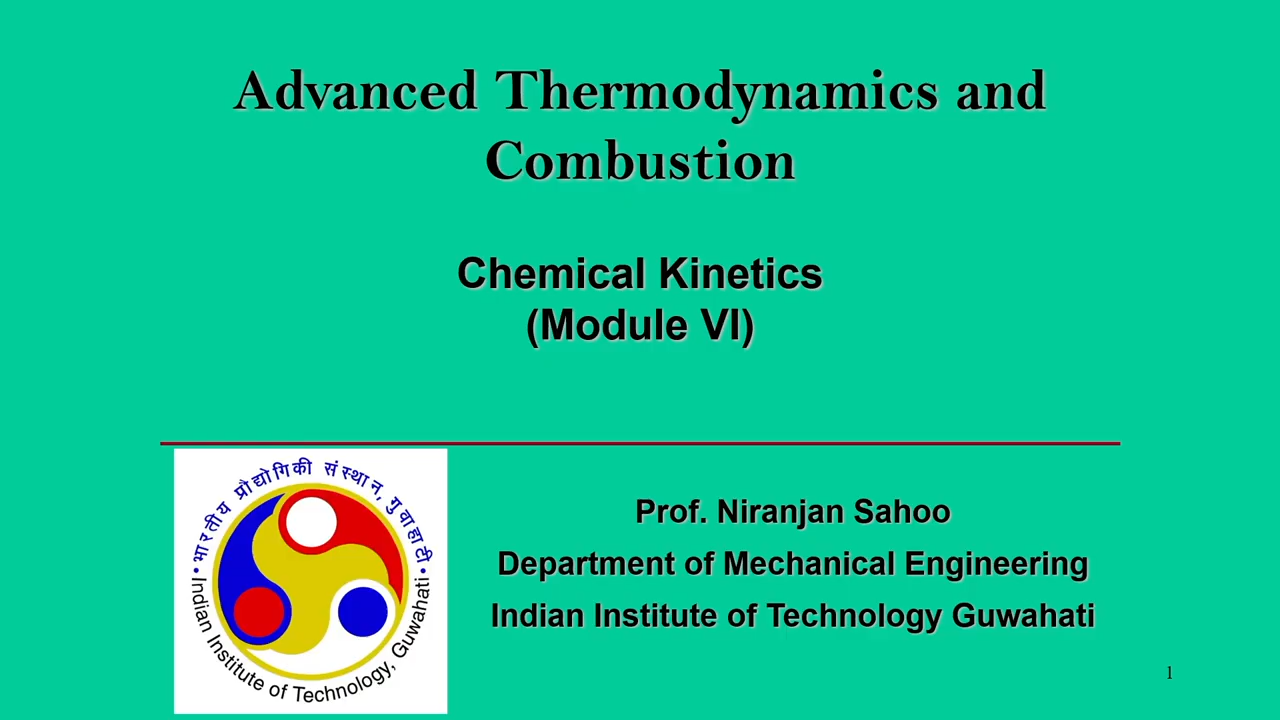 Advanced Thermodynamics and
Combustion
Chemical Kinetics
(Module VI)
भारतीय प्रौद्योगिकी संस्थान, गुवाहाटी
Indian Institute of Technology, Guwahati
Prof. Niranjan Sahoo
Department of Mechanical Engineering
Indian Institute of Technology Guwahati
1